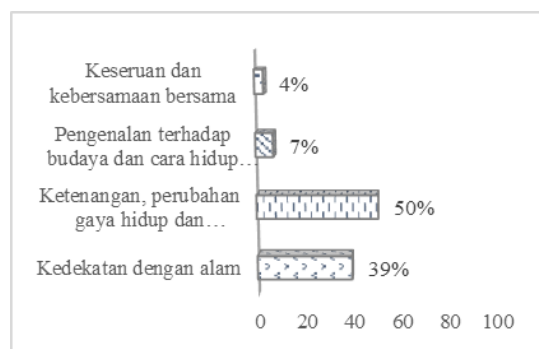 Keseruan dan
kebersamaan bersama
4%
Pengenalan terhadap
budaya dan cara hidup…
7%
Ketenangan, perubahan
gaya hidup dan…
50%
Kedekatan dengan alam
39%
0 20 40 60 80 100